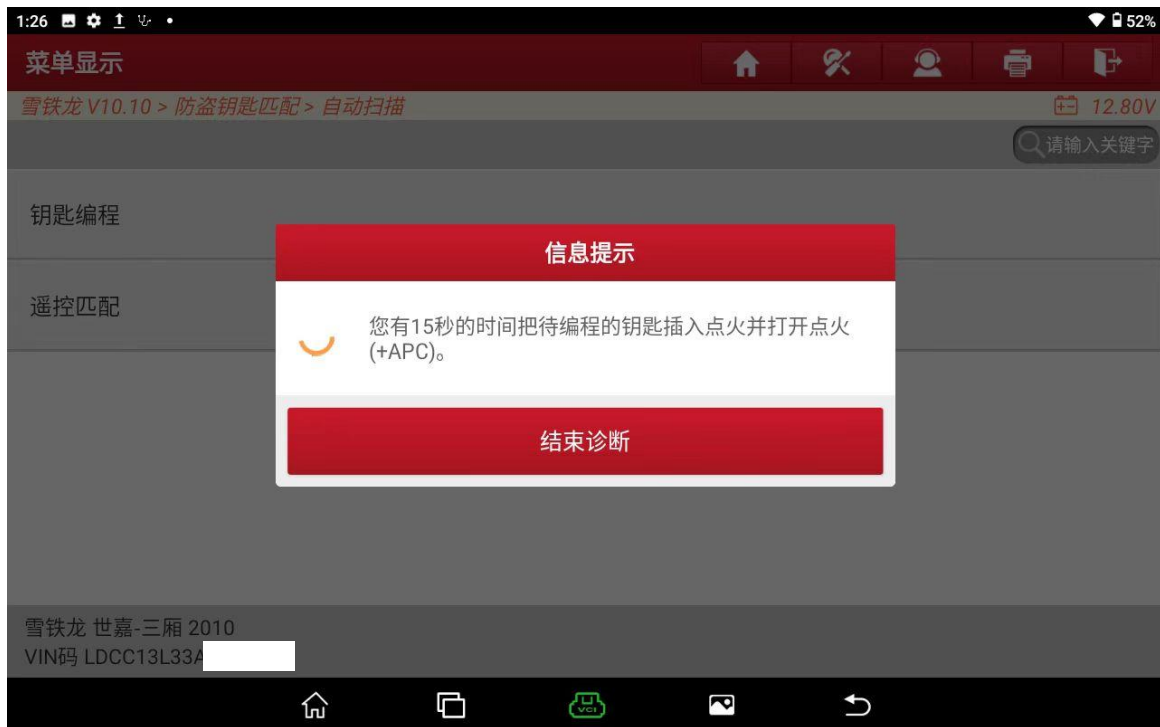 1:26
52%
菜单显示
雪铁龙 V10.10 > 防盗钥匙匹配 > 自动扫描
12.80V
请输入关键字
钥匙编程
信息提示
遥控匹配
您有15秒的时间把待编程的钥匙插入点火并打开点火
(+APC)。
结束诊断
雪铁龙 世嘉-三厢 2010
VIN码 LDCC13L33A
VCI